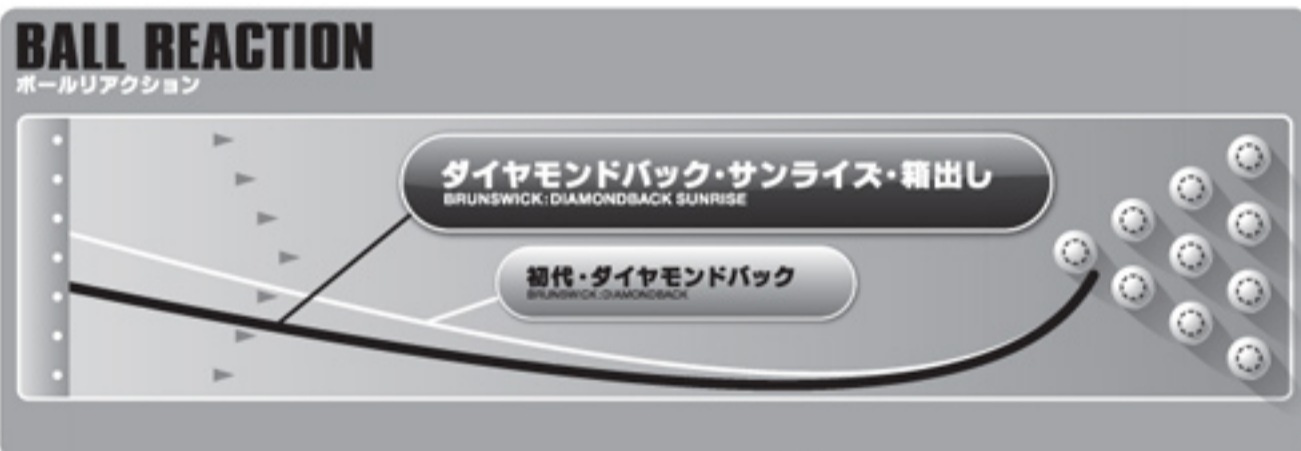 BALL REACTION
ボールリアクション
ダイヤモンドバック・サンライズ・箱出し
BRUNSWICK:DIAMONDBACK SUNRISE
初代・ダイヤモンドバック
BRUNSWICK:DIAMONDBACK